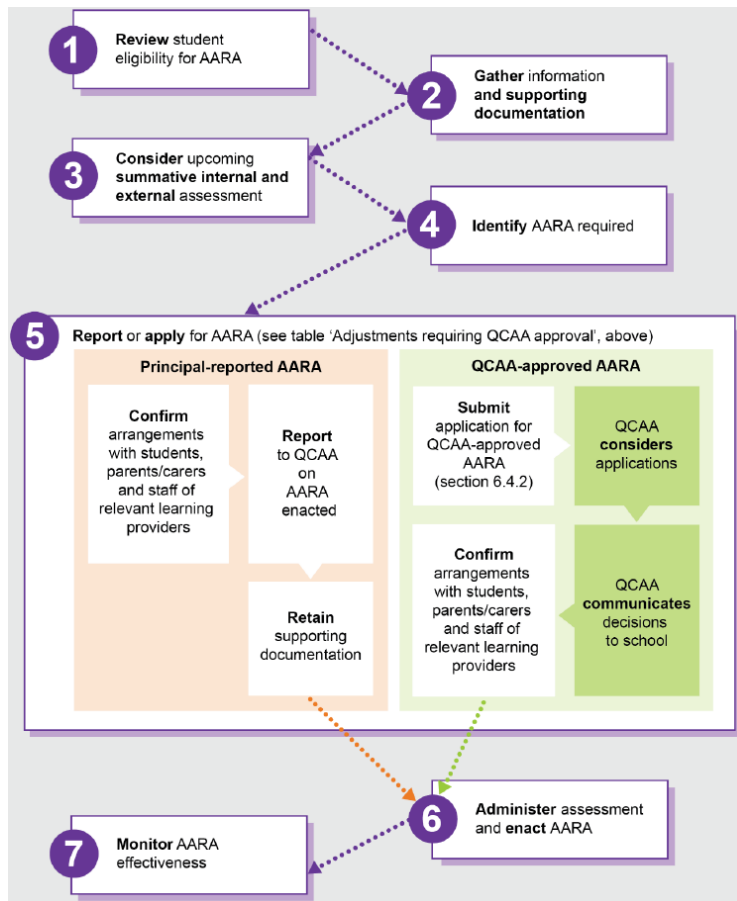 1
Review student
eligibility for AARA
2
Gather information
and supporting
documentation
3
Consider upcoming
summative internal and
external assessment
4
Identify AARA required
5
Report or apply for AARA (see table ‘Adjustments requiring QCAA approval’, above)
Principal-reported AARA
Confirm
arrangements
with students,
parents/carers
and staff of
relevant learning
providers
Report
to QCAA
on
AARA
enacted
Retain
supporting
documentation
QCAA-approved AARA
Submit
application for
QCAA-approved
AARA
(section 6.4.2)
QCAA
considers
applications
QCAA
communicates
decisions
to school
Confirm
arrangements
with students,
parents/carers
and staff of
relevant learning
providers
6
Administer assessment
and enact AARA
7
Monitor AARA
effectiveness